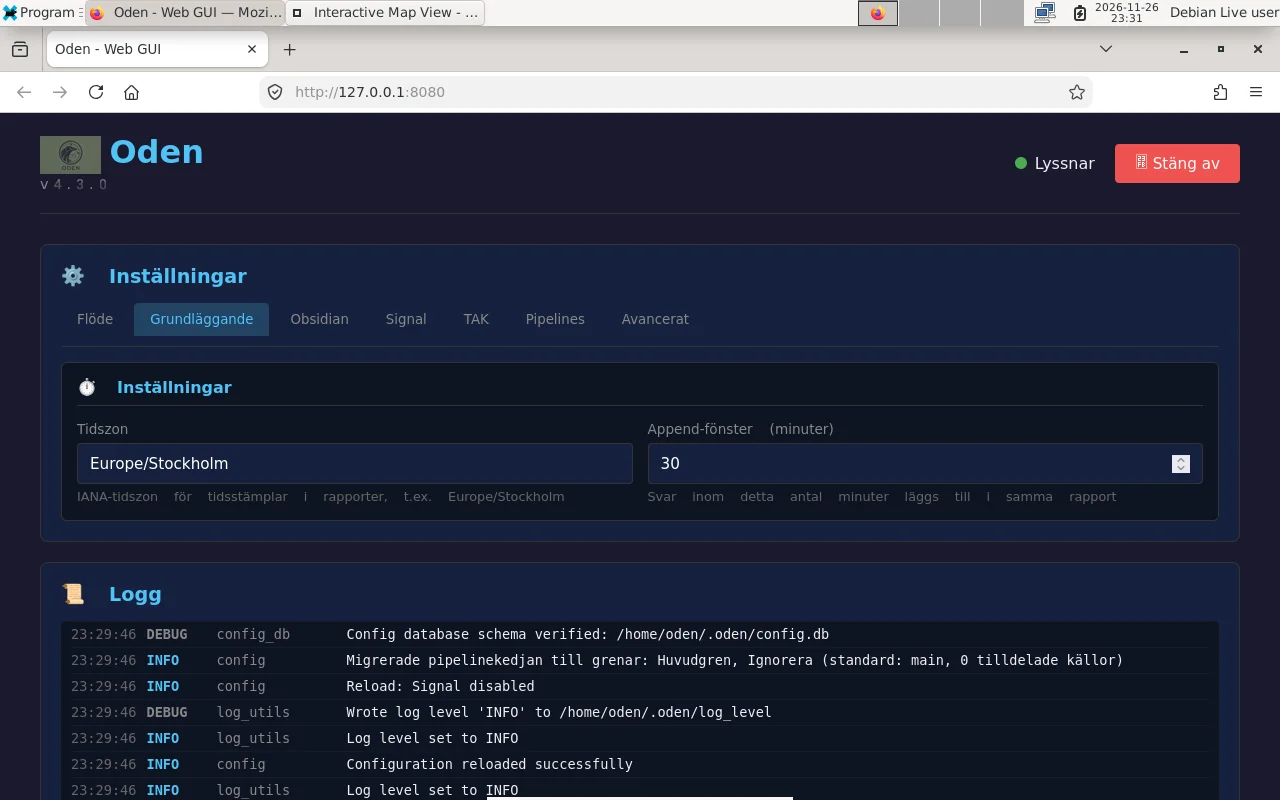 Program
Oden - Web GUI — Mozi...
Interactive Map View - ...
2026-11-26
23:31
Debian Live user
Oden - Web GUI
http://127.0.0.1:8080
ODEN
Oden
v 4.3.0
Lyssnar
Stäng av
Inställningar
Flöde
Grundläggande
Obsidian
Signal
TAK
Pipelines
Avancerat
Inställningar
Tidszon
Append-fönster (minuter)
Europe/Stockholm
30
IANA-tidszon för tidsstämplar i rapporter, t.ex. Europe/Stockholm
Svar inom detta antal minuter läggs till i samma rapport
Logg
23:29:46 DEBUG config_db Config database schema verified: /home/oden/.oden/config.db
23:29:46 INFO config Migrerade pipelinekedjan till grenar: Huvudgren, Ignorera (standard: main, 0 tilldelade källor)
23:29:46 INFO config Reload: Signal disabled
23:29:46 DEBUG log_utils Wrote log level 'INFO' to /home/oden/.oden/log_level
23:29:46 INFO log_utils Log level set to INFO
23:29:46 INFO config Configuration reloaded successfully
23:29:46 INFO log_utils Log level set to INFO